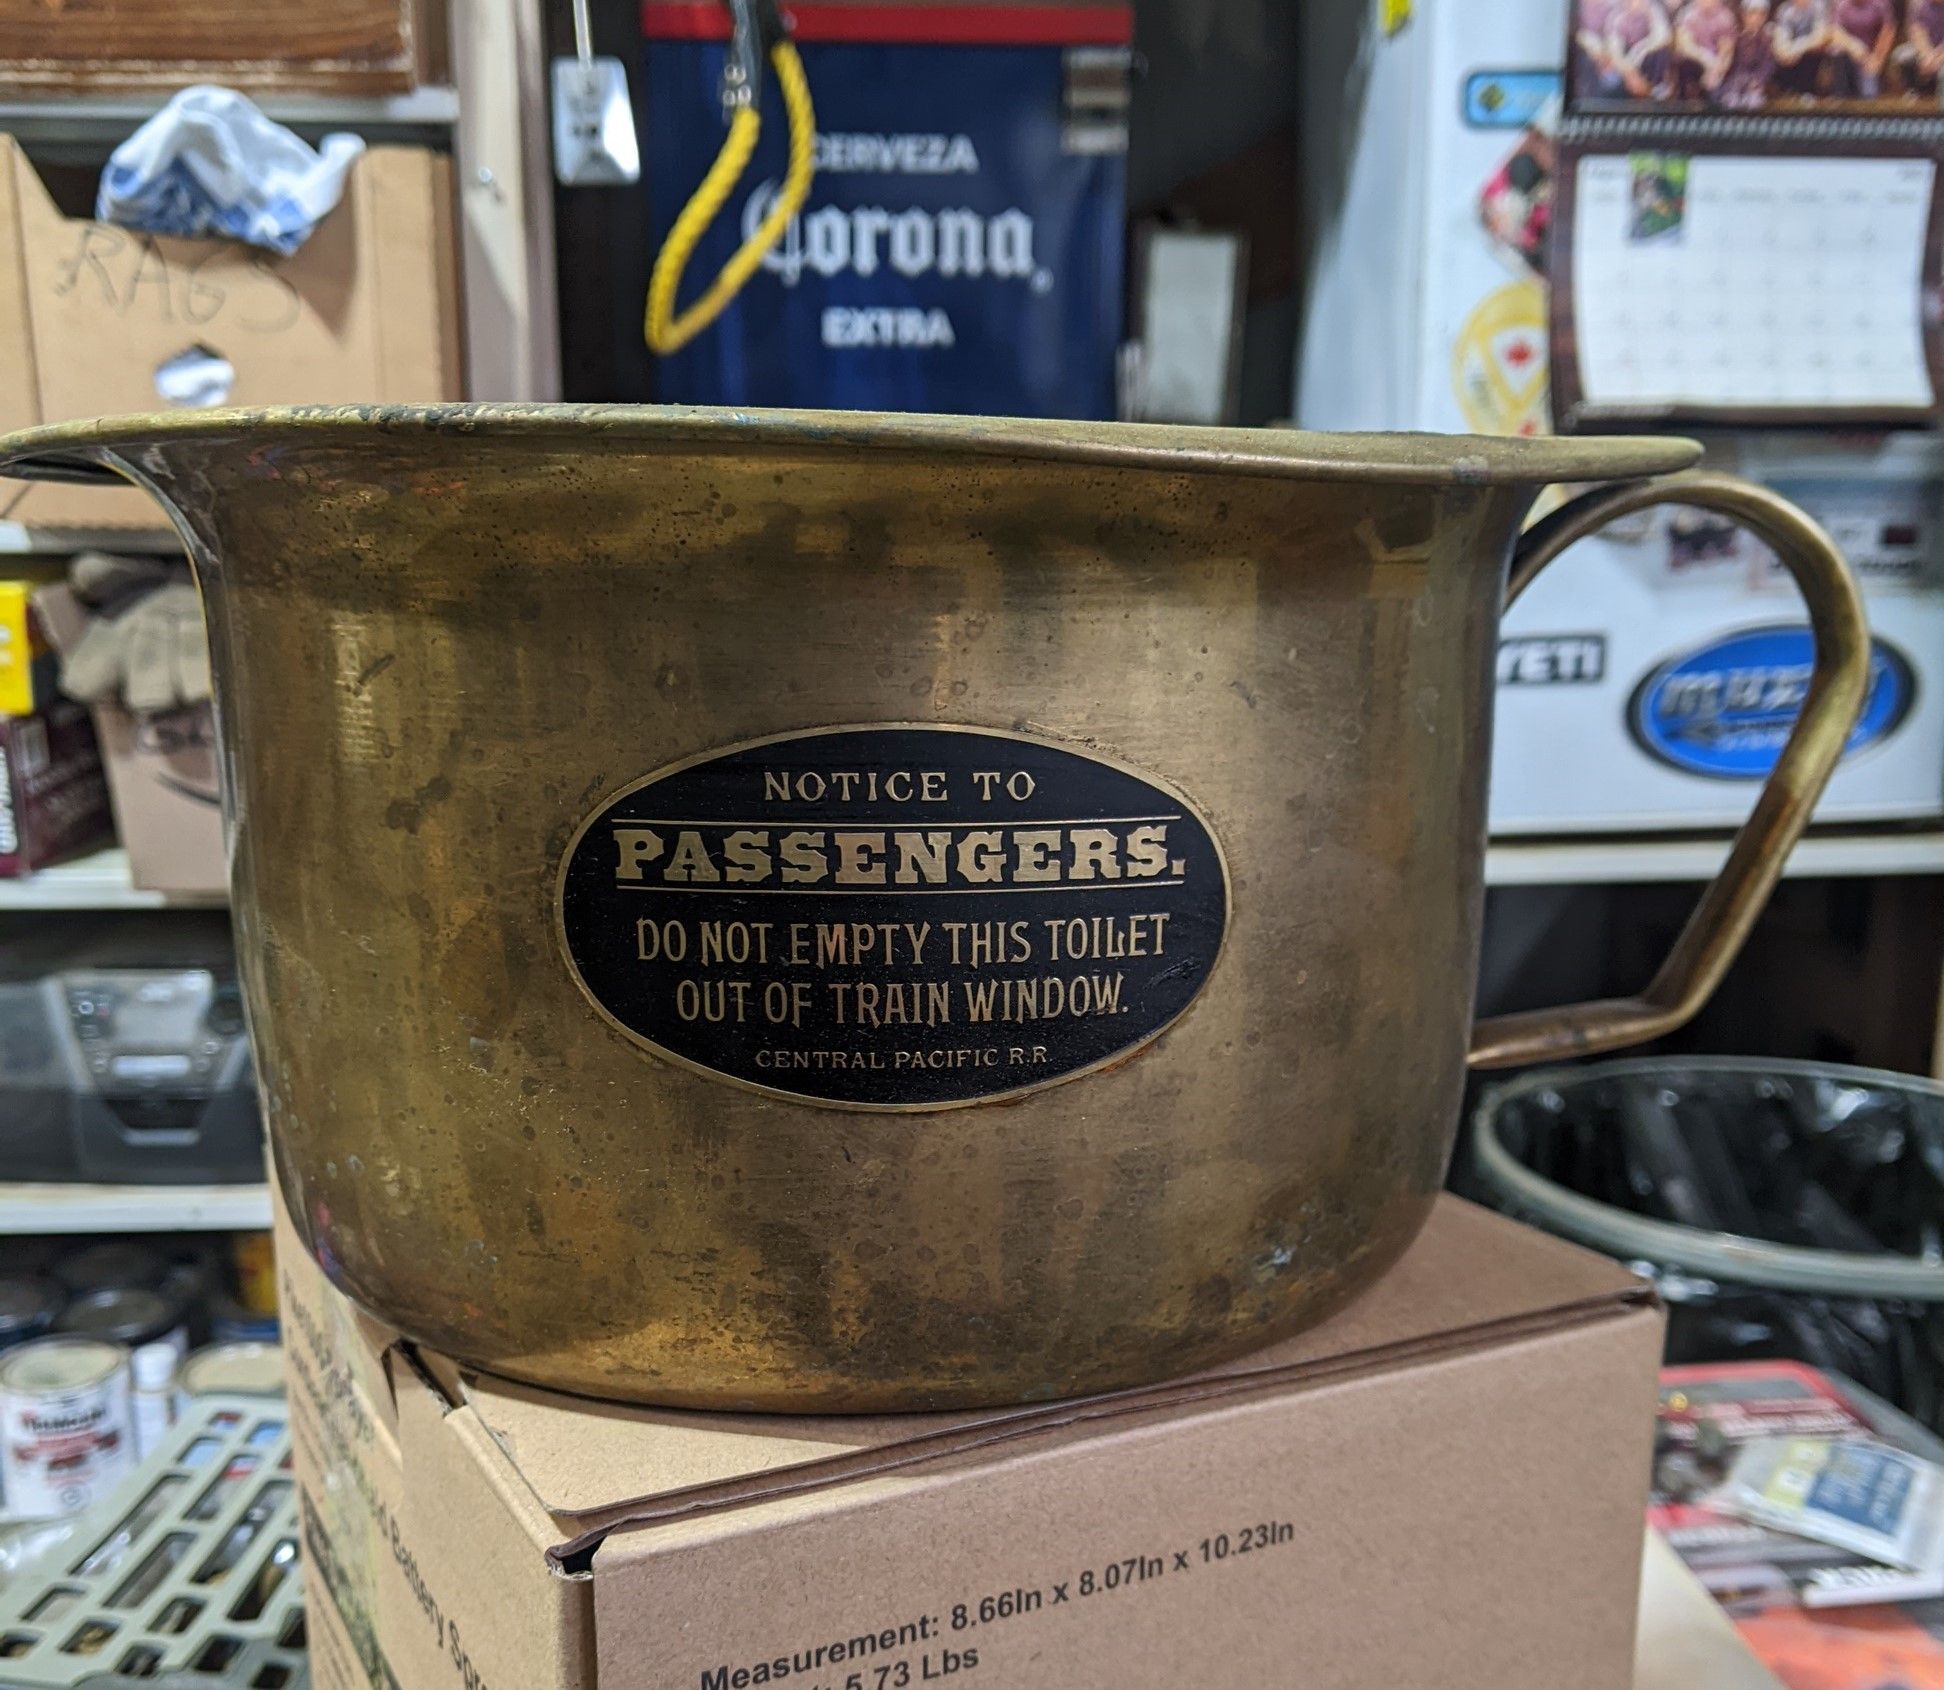 CERVEZA
Corona
EXTRA
RAGS
YETI
NOTICE TO
PASSENGERS.
DO NOT EMPTY THIS TOILET
OUT OF TRAIN WINDOW.
CENTRAL PACIFIC R.R.
Battery
Measurement: 8.66In x 8.07In x 10.23In
5.73 Lbs